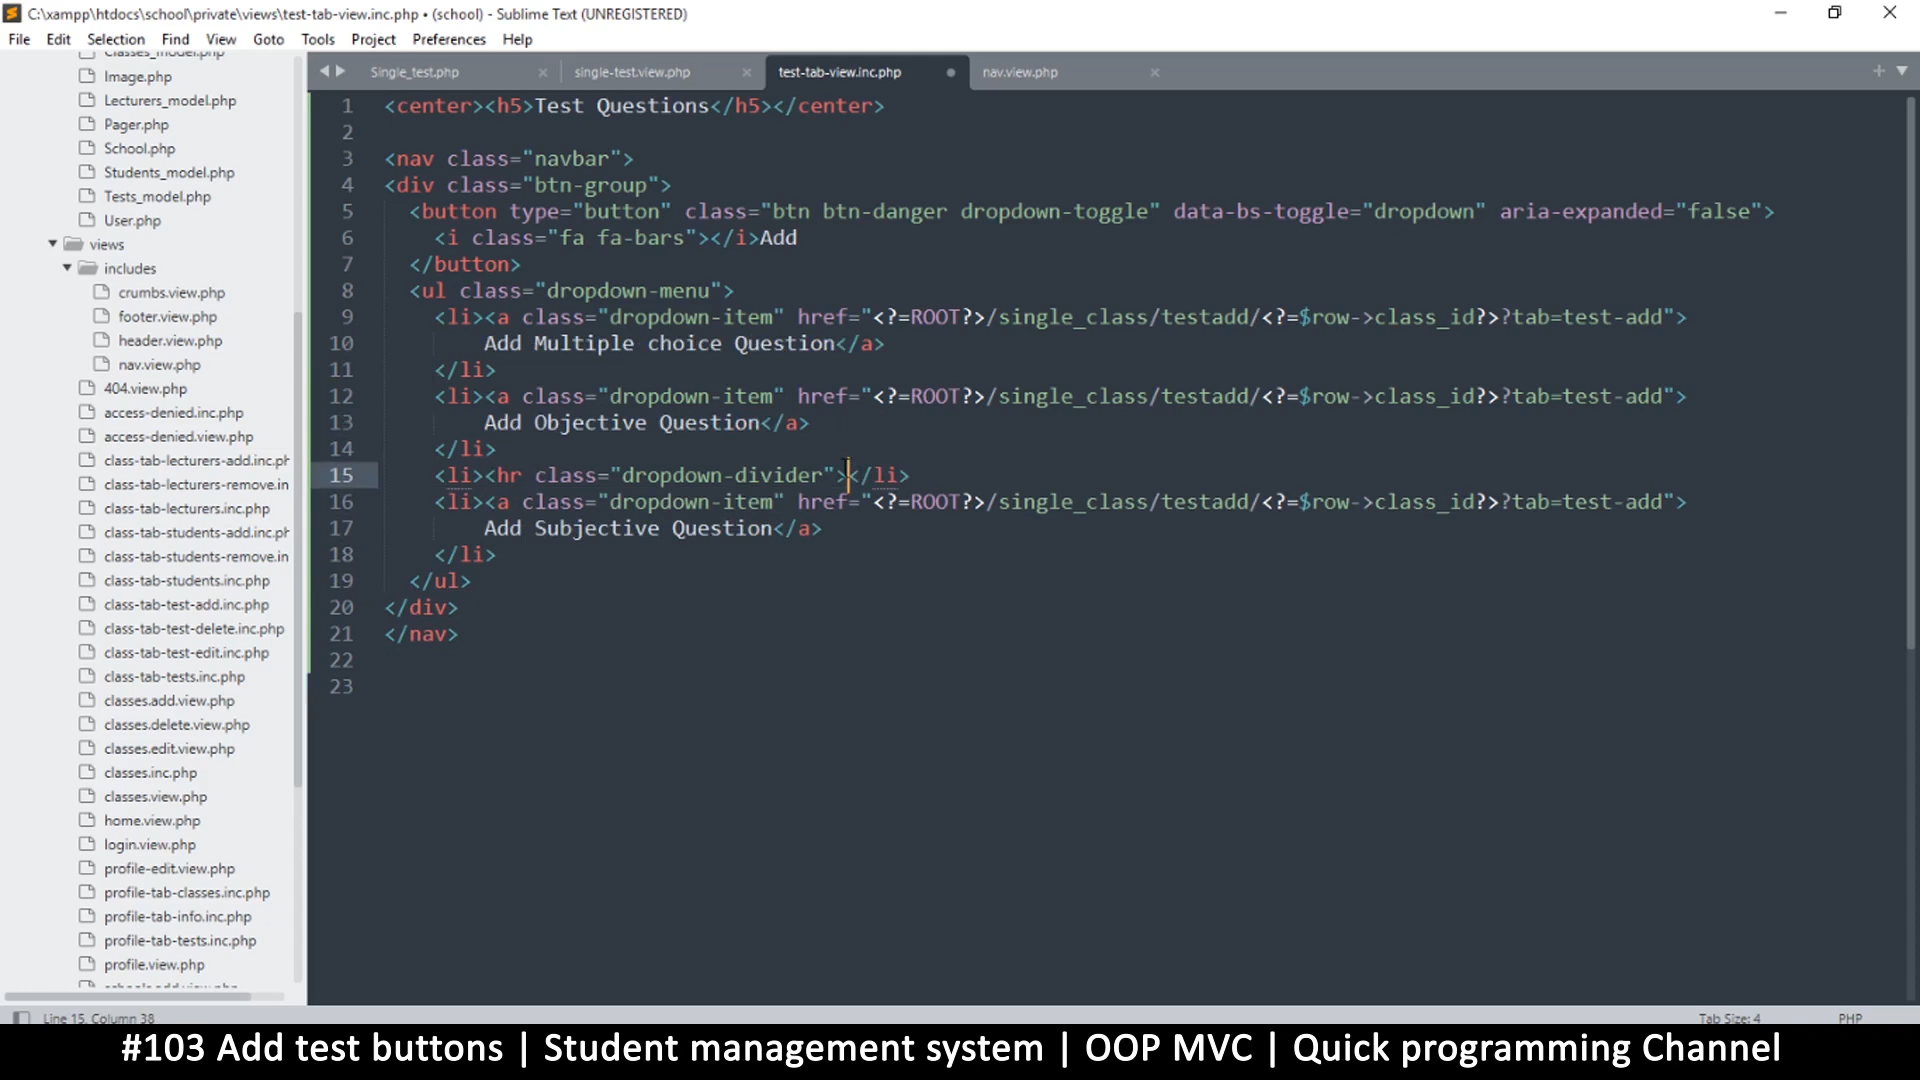 C:\xampp\htdocs\school\private\views\test-tab-view.inc.php • (school) - Sublime Text (UNREGISTERED)
File Edit Selection Find View Goto Tools Project Preferences Help
Classes_model.php
Image.php
Lecturers_model.php
Pager.php
School.php
Students_model.php
Tests_model.php
User.php
views
includes
crumbs.view.php
footer.view.php
header.view.php
nav.view.php
404.view.php
access-denied.inc.php
access-denied.view.php
class-tab-lecturers-add.inc.ph
class-tab-lecturers-remove.in
class-tab-lecturers.inc.php
class-tab-students-add.inc.ph
class-tab-students-remove.in
class-tab-students.inc.php
class-tab-test-add.inc.php
class-tab-test-delete.inc.php
class-tab-test-edit.inc.php
class-tab-tests.inc.php
classes.add.view.php
classes.delete.view.php
classes.edit.view.php
classes.inc.php
classes.view.php
home.view.php
login.view.php
profile-edit.view.php
profile-tab-classes.inc.php
profile-tab-info.inc.php
profile-tab-tests.inc.php
profile.view.php
Single_test.php single-test.view.php test-tab-view.inc.php nav.view.php
1 <center><h5>Test Questions</h5></center>
2
3 <nav class="navbar">
4 <div class="btn-group">
5 <button type="button" class="btn btn-danger dropdown-toggle" data-bs-toggle="dropdown" aria-expanded="false">
6 <i class="fa fa-bars"></i>Add
7 </button>
8 <ul class="dropdown-menu">
9 <li><a class="dropdown-item" href="<?=ROOT?>/single_class/testadd/<?=$row->class_id?>?tab=test-add">
10 Add Multiple choice Question</a>
11 </li>
12 <li><a class="dropdown-item" href="<?=ROOT?>/single_class/testadd/<?=$row->class_id?>?tab=test-add">
13 Add Objective Question</a>
14 </li>
15 <li><hr class="dropdown-divider"></li>
16 <li><a class="dropdown-item" href="<?=ROOT?>/single_class/testadd/<?=$row->class_id?>?tab=test-add">
17 Add Subjective Question</a>
18 </li>
19 </ul>
20 </div>
21 </nav>
22
23
Line 15, Column 38 Tab Size: 4 PHP
#103 Add test buttons | Student management system | OOP MVC | Quick programming Channel